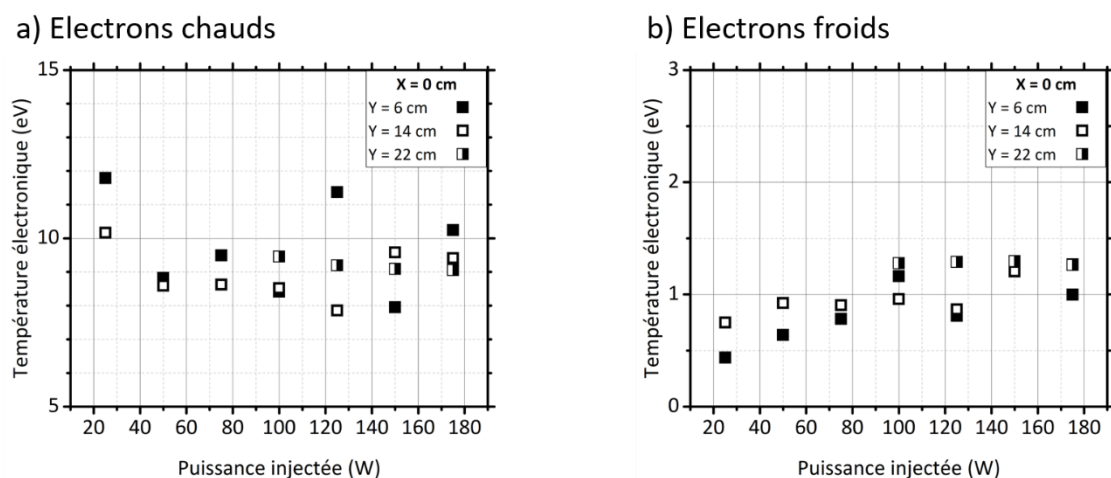 a) Electrons chauds
Température électronique (eV)
15
10
5
X = 0 cm
Y = 6 cm
Y = 14 cm
Y = 22 cm
20 40 60 80 100 120 140 160 180
Puissance injectée (W)
b) Electrons froids
Température électronique (eV)
3
2
1
0
X = 0 cm
Y = 6 cm
Y = 14 cm
Y = 22 cm
20 40 60 80 100 120 140 160 180
Puissance injectée (W)